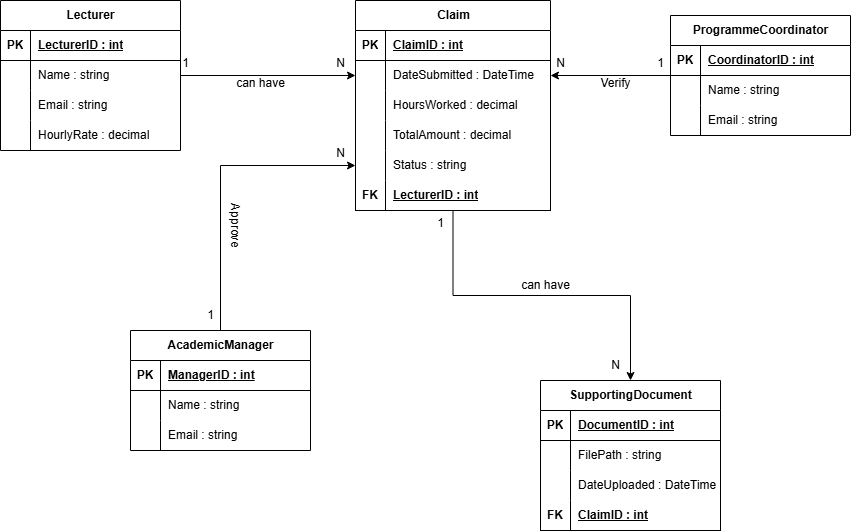 Lecturer
PK LecturerID : int
Name : string
Email : string
HourlyRate : decimal
1
can have
N
Claim
PK ClaimID : int
DateSubmitted : DateTime
HoursWorked : decimal
TotalAmount : decimal
Status : string
FK LecturerID : int
N
Verify
1
ProgrammeCoordinator
PK CoordinatorID : int
Name : string
Email : string
N
Approve
1
AcademicManager
PK ManagerID : int
Name : string
Email : string
1
can have
N
SupportingDocument
PK DocumentID : int
FilePath : string
DateUploaded : DateTime
FK ClaimID : int